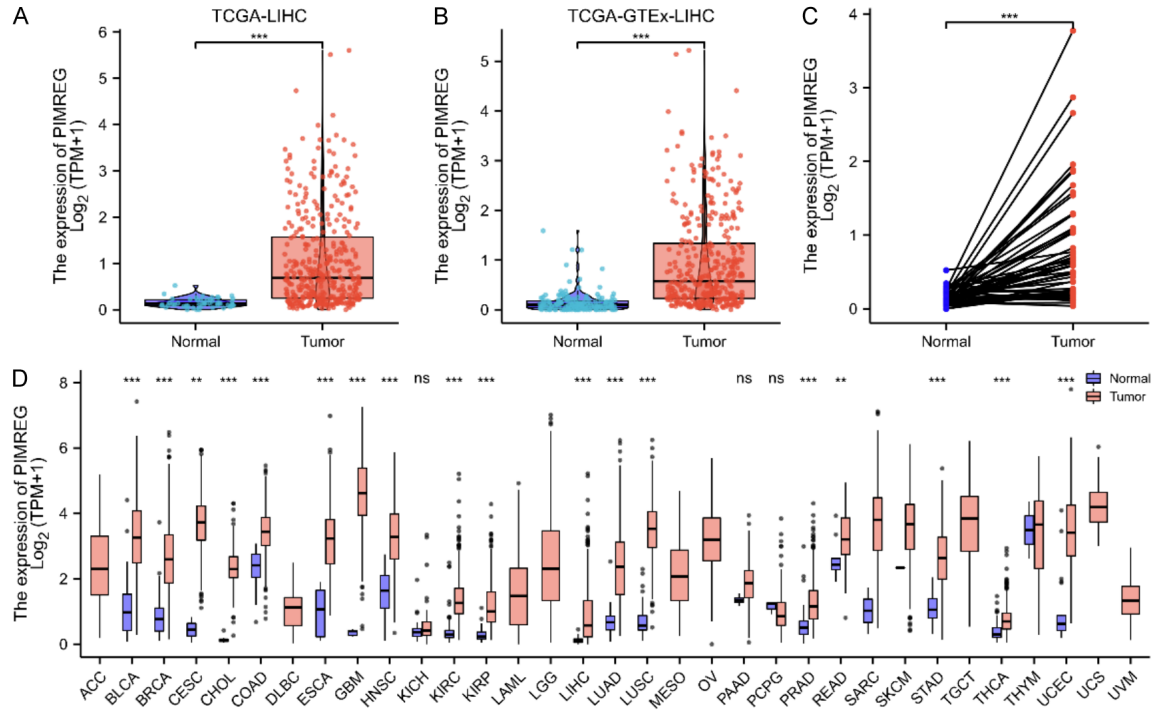 A
TCGA-LIHC
***
The expression of PIMREG
Log2 (TPM+1)
6
5
4
3
2
1
0
Normal
Tumor
B
TCGA-GTEx-LIHC
***
The expression of PIMREG
Log2 (TPM+1)
5
4
3
2
1
0
Normal
Tumor
C
***
The expression of PIMREG
Log2 (TPM+1)
4
3
2
1
0
Normal
Tumor
D
*** *** ** *** *** *** *** *** ns *** *** *** *** *** ns ns *** ** *** *** ***
Normal
Tumor
The expression of PIMREG
Log2 (TPM+1)
8
6
4
2
0
ACC
BLCA
BRCA
CESC
CHOL
COAD
DLBC
ESCA
GBM
HNSC
KICH
KIRC
KIRP
LAML
LGG
LIHC
LUAD
LUSC
MESO
OV
PAAD
PCPG
PRAD
READ
SARC
SKCM
STAD
TGCT
THCA
THYM
UCEC
UCS
UVM